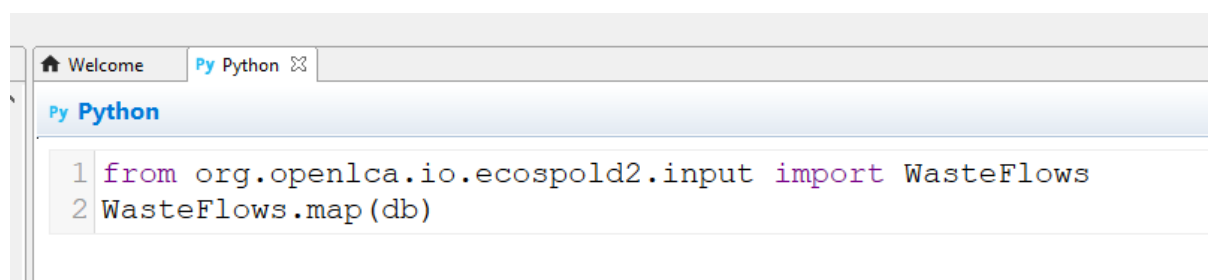 Welcome Py Python
Py Python
1 from org.openlca.io.ecospold2.input import WasteFlows
2 WasteFlows.map(db)